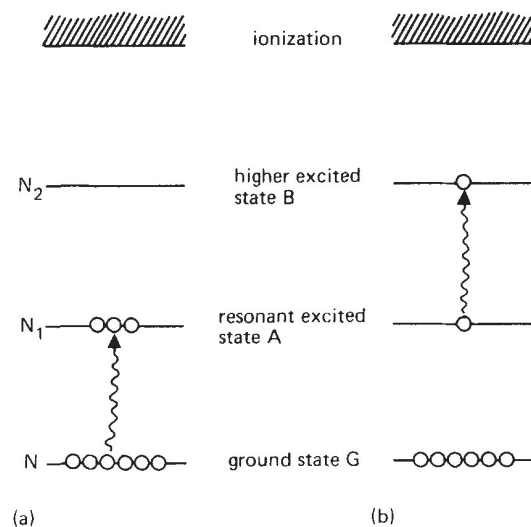 ionization
N2
higher excited
state B
N1
resonant excited
state A
N
ground state G
(a)
(b)